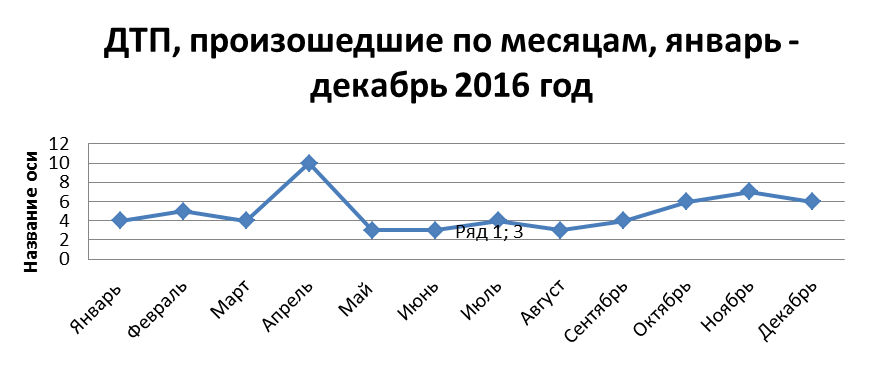 ДТП, произошедшие по месяцам, январь -
декабрь 2016 год
Название оси
12
10
8
6
4
2
0
Ряд 1; 3
Январь
Февраль
Март
Апрель
Май
Июнь
Июль
Август
Сентябрь
Октябрь
Ноябрь
Декабрь